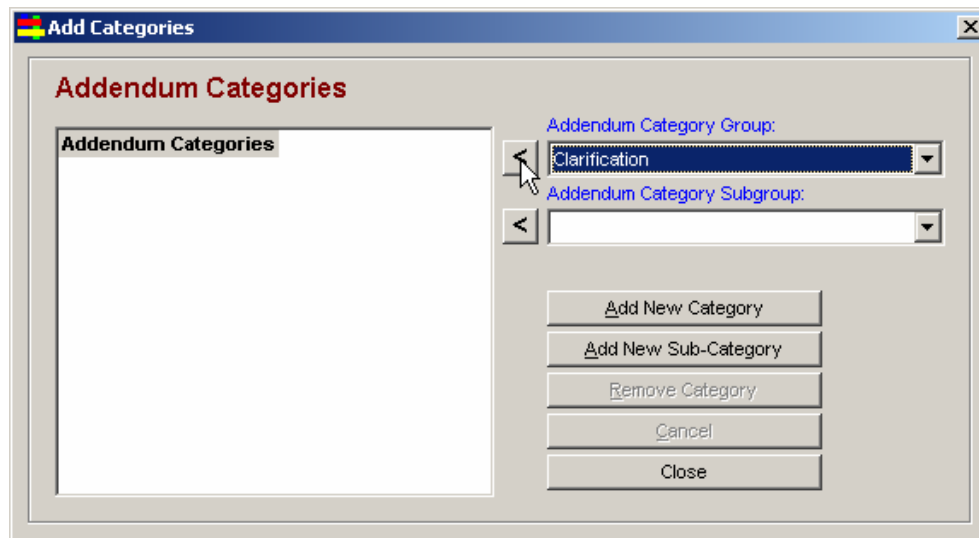 Add Categories
Addendum Categories
Addendum Categories
Addendum Category Group:
<
Clarification
Addendum Category Subgroup:
<
Add New Category
Add New Sub-Category
Remove Category
Cancel
Close